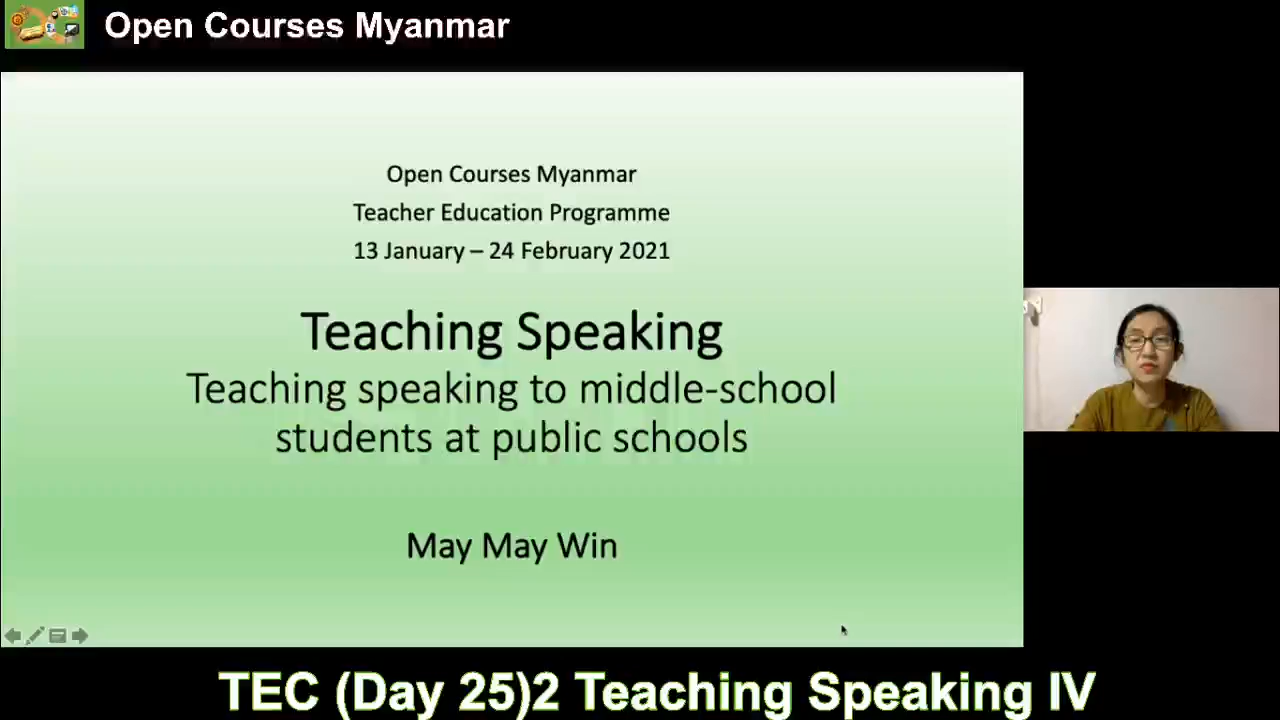 Open Courses Myanmar
Open Courses Myanmar
Teacher Education Programme
13 January – 24 February 2021
Teaching Speaking
Teaching speaking to middle-school
students at public schools
May May Win
TEC (Day 25)2 Teaching Speaking IV